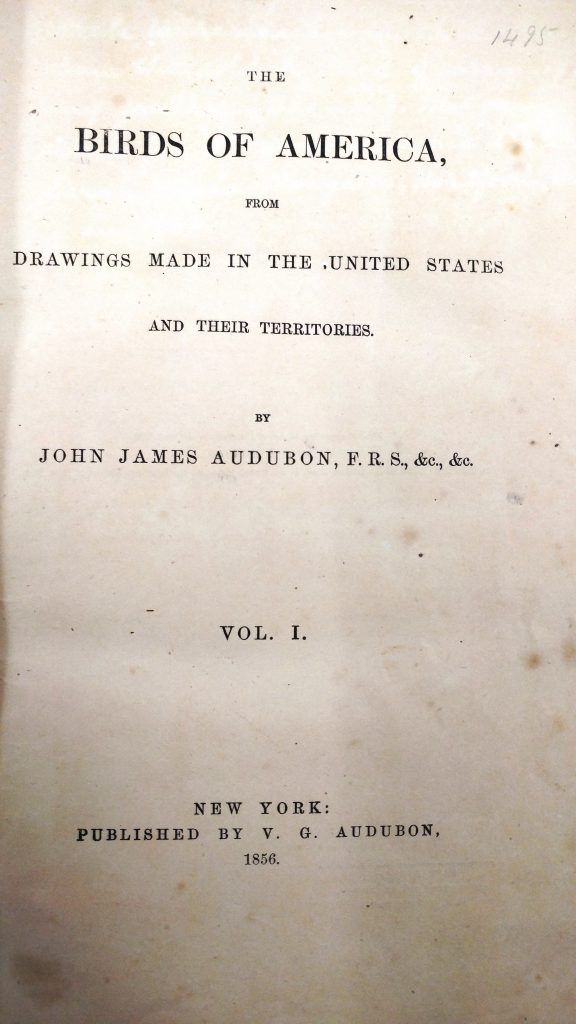 1495
THE
BIRDS OF AMERICA,
FROM
DRAWINGS MADE IN THE UNITED STATES
AND THEIR TERRITORIES.
BY
JOHN JAMES AUDUBON, F. R. S., &c., &c.
VOL. I.
NEW YORK:
PUBLISHED BY V. G. AUDUBON,
1856.